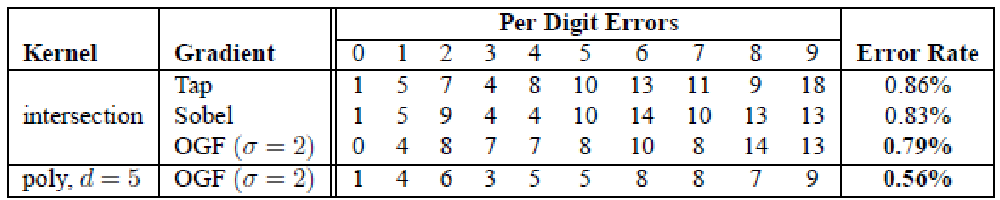 Per Digit Errors
Kernel Gradient 0 1 2 3 4 5 6 7 8 9 Error Rate
Tap 1 5 7 4 8 10 13 11 9 18 0.86%
intersection Sobel 1 5 9 4 4 10 14 10 13 13 0.83%
OGF (σ = 2) 0 4 8 7 7 8 10 8 14 13 0.79%
poly, d = 5 OGF (σ = 2) 1 4 6 3 5 5 8 8 7 9 0.56%